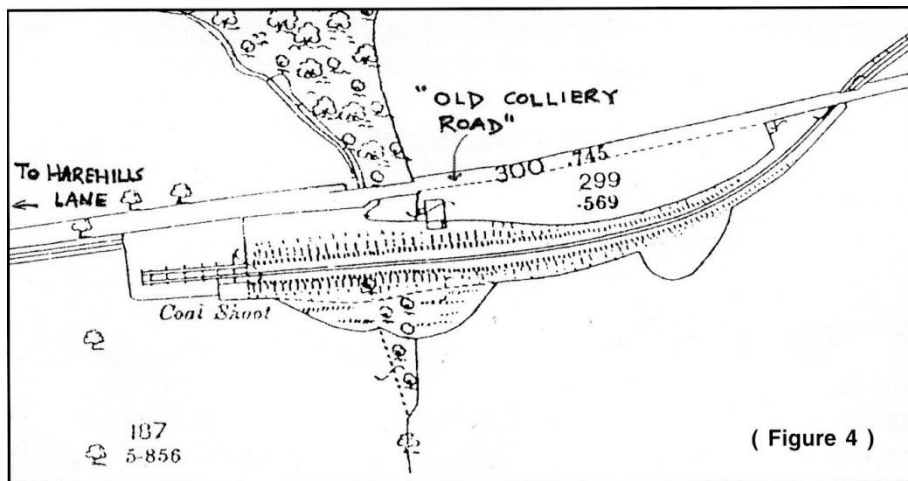 "OLD COLLIERY
ROAD"
To HAREHILLS
LANE
300 .745
299
.569
Coal Shoot
187
5.856
( Figure 4 )